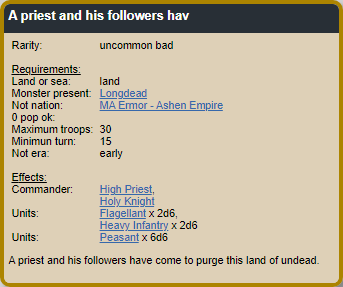 A priest and his followers hav
Rarity: uncommon bad
Requirements:
Land or sea: land
Monster present: Longdead
Not nation: MA Ermor - Ashen Empire
0 pop ok:
Maximum troops: 30
Minimun turn: 15
Not era: early
Effects:
Commander: High Priest,
Holy Knight
Units: Flagellant x 2d6,
Heavy Infantry x 2d6
Units: Peasant x 6d6
A priest and his followers have come to purge this land of undead.